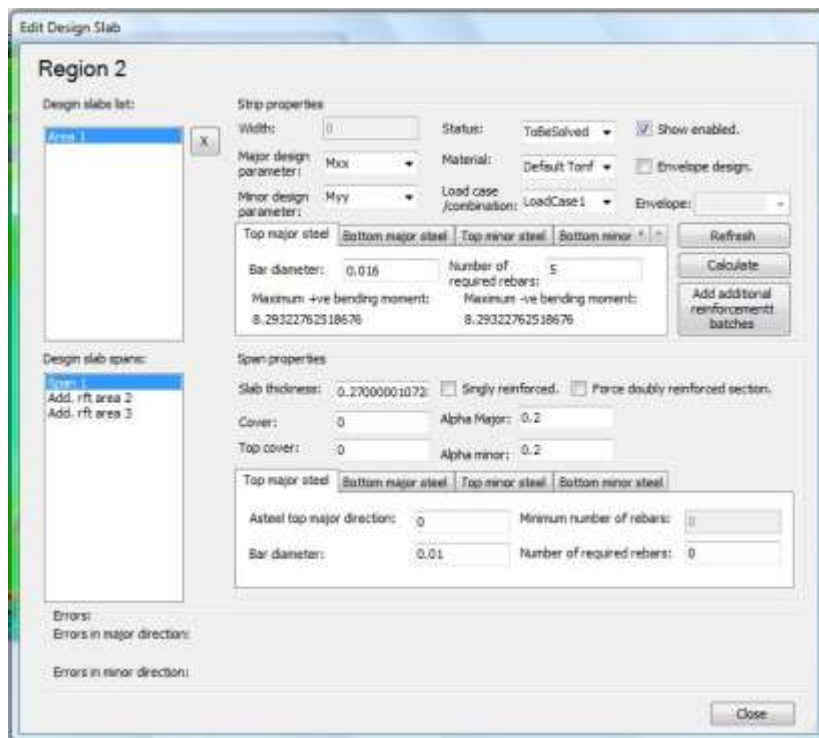 Edit Design Slab
Region 2
Design slabs list:
Area 1
X
Strip properties
Width: 0
Status: ToBeSolved
Show enabled.
Major design parameter: Mxx
Material: Default Tonf
Envelope design.
Minor design parameter: Myy
Load case /combination: LoadCase1
Envelope:
Top major steel Bottom major steel Top minor steel Bottom minor
Refresh
Bar diameter: 0.016
Number of required rebars: 5
Calculate
Maximum +ve bending moment:
Maximum -ve bending moment:
8.29322762518676
8.29322762518676
Add additional reinforcementt batches
Design slab spans:
Span 1
Add. rft area 2
Add. rft area 3
Span properties
Slab thickness: 0.27000001072
Singly reinforced.
Force doubly reinforced section.
Cover: 0
Alpha Major: 0.2
Top cover: 0
Alpha minor: 0.2
Top major steel Bottom major steel Top minor steel Bottom minor steel
Asteel top major direction: 0
Minimum number of rebars: 0
Bar diameter: 0.01
Number of required rebars: 0
Errors:
Errors in major direction:
Errors in minor direction:
Close